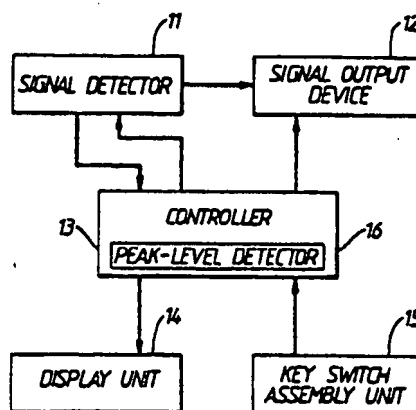 11
SIGNAL DETECTOR
12
SIGNAL OUTPUT
DEVICE
CONTROLLER
13
16
PEAK-LEVEL DETECTOR
14
DISPLAY UNIT
15
KEY SWITCH
ASSEMBLY UNIT